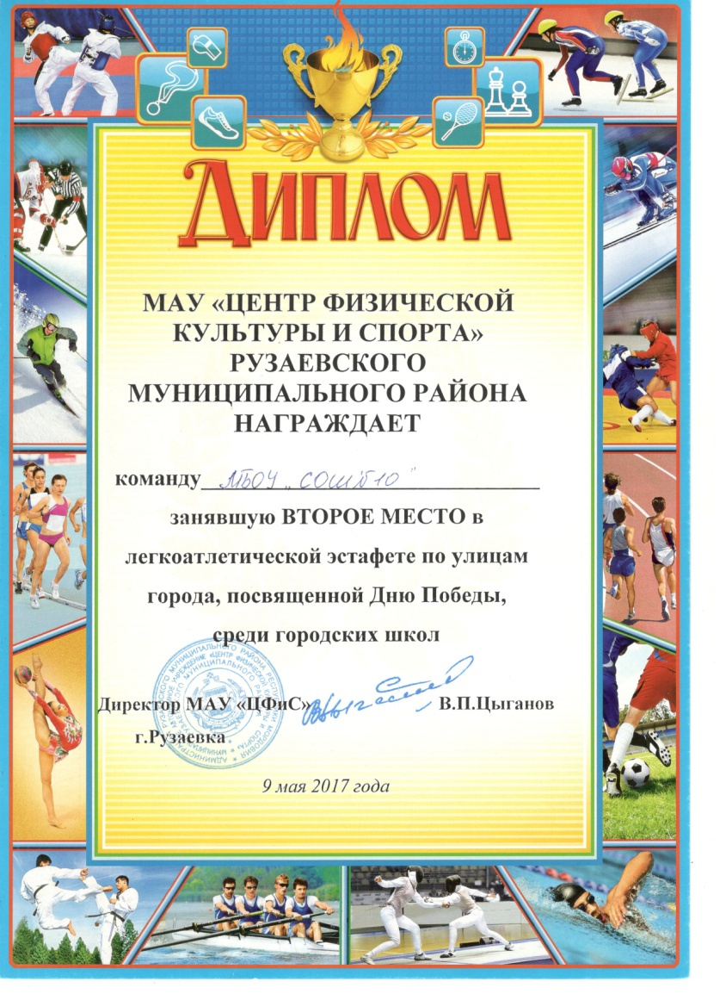 ДИПЛОМ
МАУ «ЦЕНТР ФИЗИЧЕСКОЙ
КУЛЬТУРЫ И СПОРТА»
РУЗАЕВСКОГО
МУНИЦИПАЛЬНОГО РАЙОНА
НАГРАЖДАЕТ
команду МБОУ „СОШ №10"
занявшую ВТОРОЕ МЕСТО в
легкоатлетической эстафете по улицам
города, посвященной Дню Победы,
среди городских школ
Директор МАУ «ЦФиС» В.П.Цыганов
г.Рузаевка
9 мая 2017 года